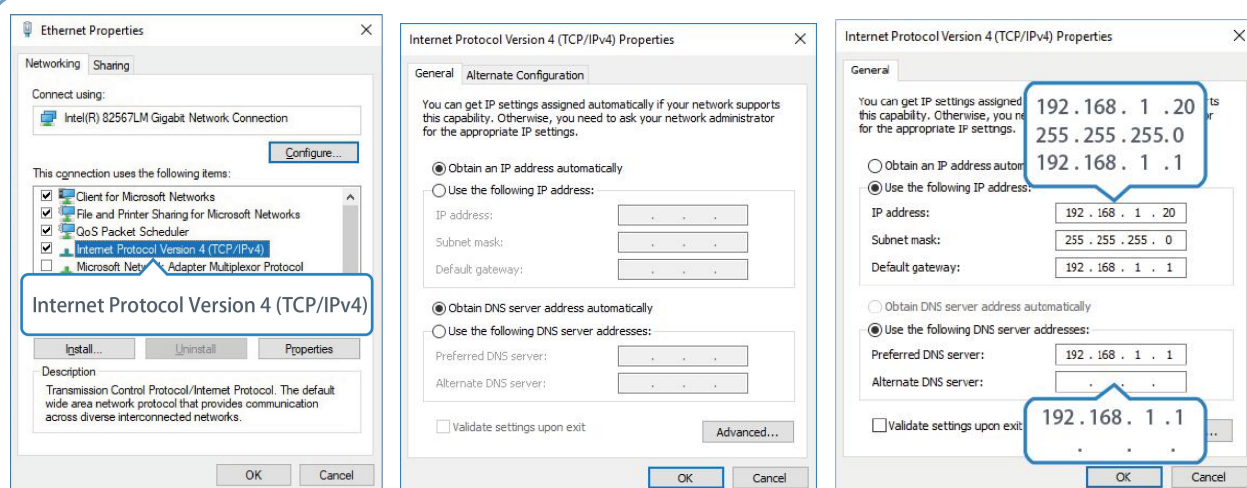 Ethernet Properties
Networking Sharing
Connect using:
Intel(R) 82567LM Gigabit Network Connection
Configure...
This connection uses the following items:
Client for Microsoft Networks
File and Printer Sharing for Microsoft Networks
QoS Packet Scheduler
Internet Protocol Version 4 (TCP/IPv4)
Microsoft Adapter Multiplexor Protocol
Internet Protocol Version 4 (TCP/IPv4)
Install... Uninstall Properties
Description
Transmission Control Protocol/Internet Protocol. The default
wide area network protocol that provides communication
across diverse interconnected networks.
OK Cancel
Internet Protocol Version 4 (TCP/IPv4) Properties
General Alternate Configuration
You can get IP settings assigned automatically if your network supports
this capability. Otherwise, you need to ask your network administrator
for the appropriate IP settings.
Obtain an IP address automatically
Use the following IP address:
IP address: . . .
Subnet mask: . . .
Default gateway: . . .
Obtain DNS server address automatically
Use the following DNS server addresses:
Preferred DNS server: . . .
Alternate DNS server: . . .
Validate settings upon exit
Advanced...
OK Cancel
Internet Protocol Version 4 (TCP/IPv4) Properties
General
You can get IP settings assigned
this capability. Otherwise, you
for the appropriate IP settings.
192.168. 1 .20
255.255.255.0
192.168. 1 .1
Obtain an IP address
Use the following IP address:
IP address: 192 . 168 . 1 . 20
Subnet mask: 255 . 255 . 255 . 0
Default gateway: 192 . 168 . 1 . 1
Obtain DNS server address automatically
Use the following DNS server addresses:
Preferred DNS server: 192 . 168 . 1 . 1
Alternate DNS server: . . .
Validate settings upon exit
192.168. 1 .1
. . .
OK Cancel